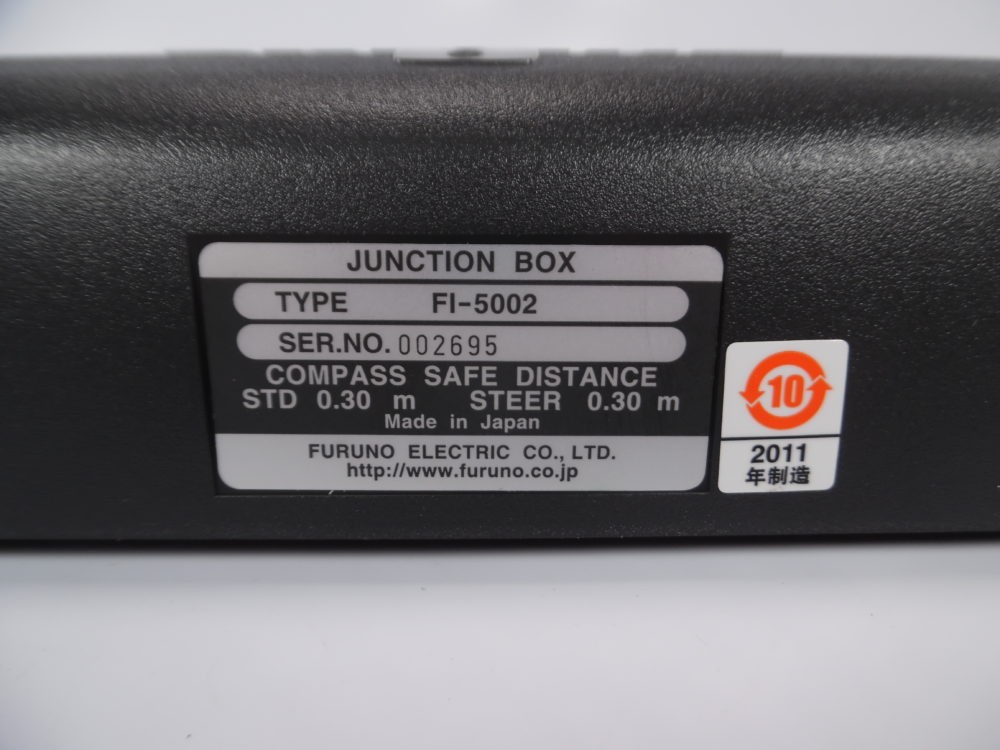 JUNCTION BOX
TYPE FI-5002
SER.NO. 002695
COMPASS SAFE DISTANCE
STD 0.30 m STEER 0.30 m
Made in Japan
FURUNO ELECTRIC CO., LTD.
http://www.furuno.co.jp
10
2011
年制造